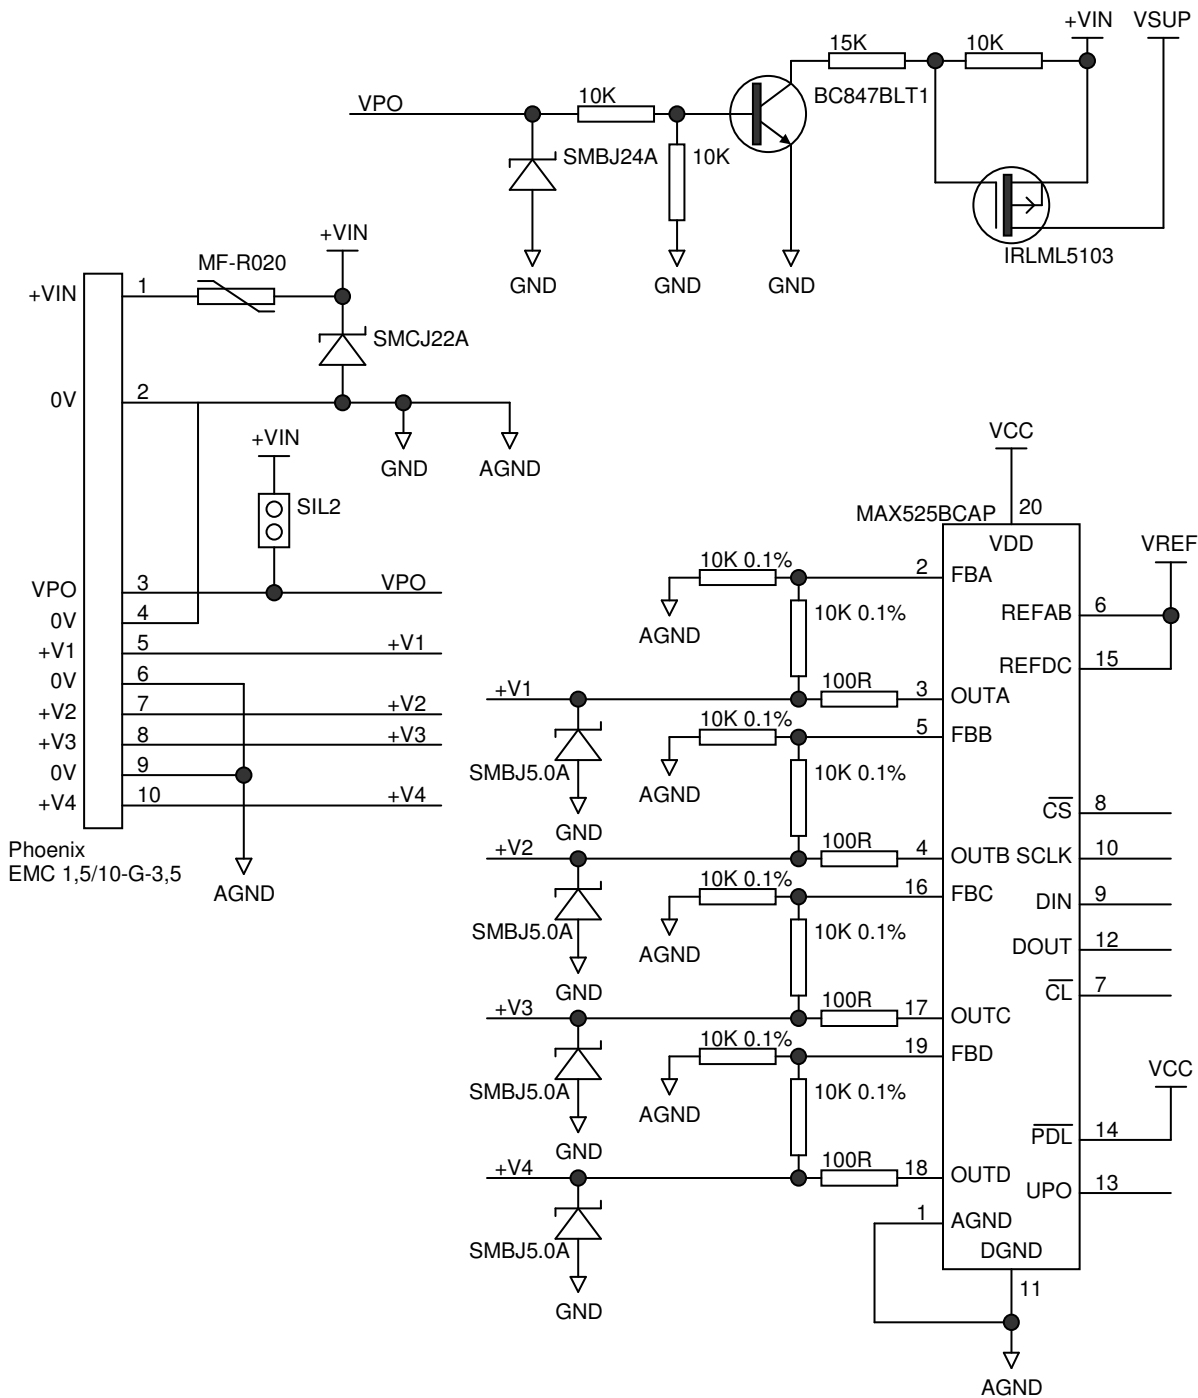 +VIN VSUP
15K 10K
BC847BLT1
VPO
10K
SMBJ24A
10K
GND GND GND
IRLML5103
+VIN
MF-R020
+VIN 1
SMCJ22A
0V 2
GND AGND
+VIN
SIL2
VPO 3 VPO
0V 4
+V1 5 +V1
0V 6
+V2 7 +V2
+V3 8 +V3
0V 9
+V4 10 +V4
Phoenix
EMC 1,5/10-G-3,5
AGND
VCC
MAX525BCAP 20
VDD
VREF
10K 0.1% 2 FBA
AGND
10K 0.1%
REFAB 6
REFDC 15
+V1 100R 3 OUTA
SMBJ5.0A
GND
10K 0.1% 5 FBB
AGND
10K 0.1%
CS 8
+V2 100R 4 OUTB SCLK 10
SMBJ5.0A
GND
10K 0.1% 16 FBC
DIN 9
AGND
10K 0.1%
DOUT 12
CL 7
+V3 100R 17 OUTC
SMBJ5.0A
GND
10K 0.1% 19 FBD
AGND
10K 0.1%
VCC
PDL 14
+V4 100R 18 OUTD
UPO 13
SMBJ5.0A
GND
1 AGND
DGND
11
AGND